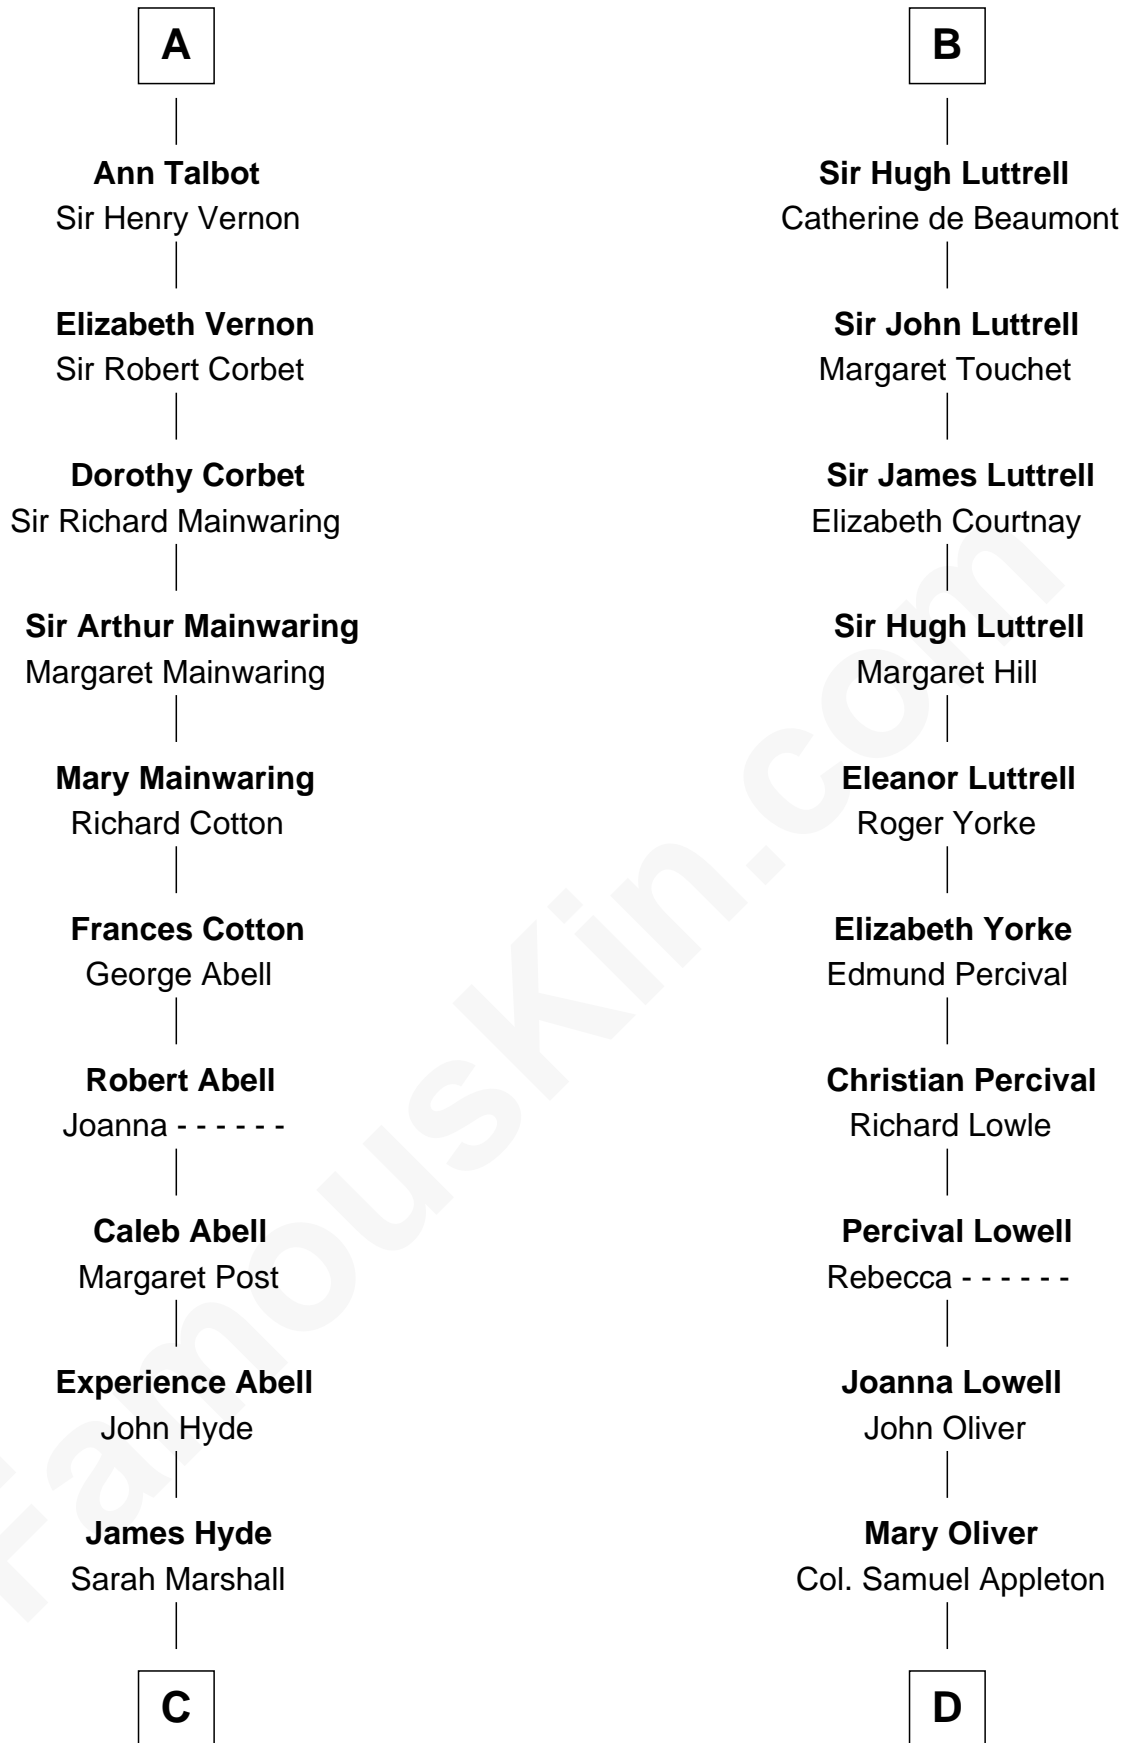 A
Ann Talbot
Sir Henry Vernon
Elizabeth Vernon
Sir Robert Corbet
Dorothy Corbet
Sir Richard Mainwaring
Sir Arthur Mainwaring
Margaret Mainwaring
Mary Mainwaring
Richard Cotton
Frances Cotton
George Abell
Robert Abell
Joanna - - - - - -
Caleb Abell
Margaret Post
Experience Abell
John Hyde
James Hyde
Sarah Marshall
C
B
Sir Hugh Luttrell
Catherine de Beaumont
Sir John Luttrell
Margaret Touchet
Sir James Luttrell
Elizabeth Courtnay
Sir Hugh Luttrell
Margaret Hill
Eleanor Luttrell
Roger Yorke
Elizabeth Yorke
Edmund Percival
Christian Percival
Richard Lowle
Percival Lowell
Rebecca - - - - - -
Joanna Lowell
John Oliver
Mary Oliver
Col. Samuel Appleton
D
FamousKin.com